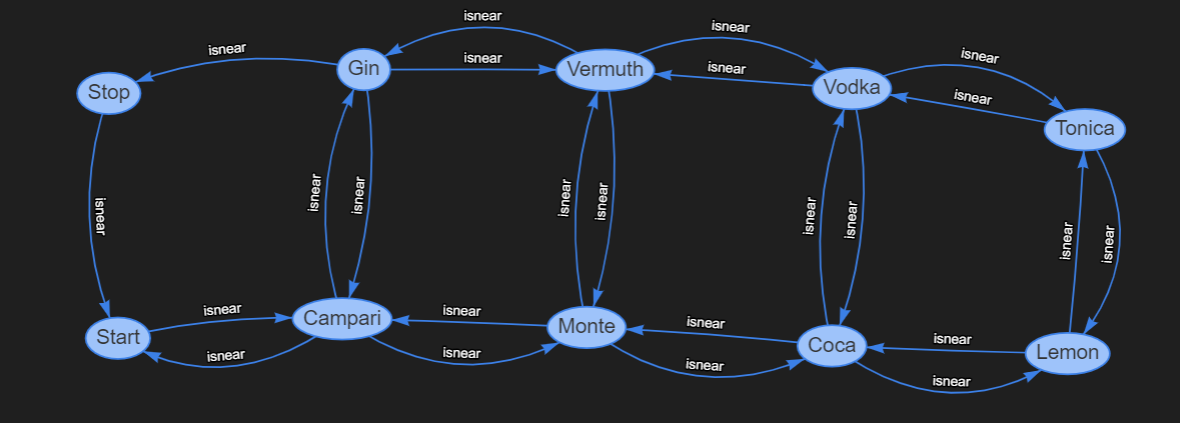 isnear
isnear
isnear
isnear
Gin
isnear
Vermuth
isnear
Vodka
isnear
Stop
isnear
Tonica
isnear
isnear
isnear
isnear
isnear
isnear
isnear
isnear
isnear
Start
isnear
Campari
isnear
Monte
isnear
Coca
isnear
Lemon
isnear
isnear
isnear
isnear